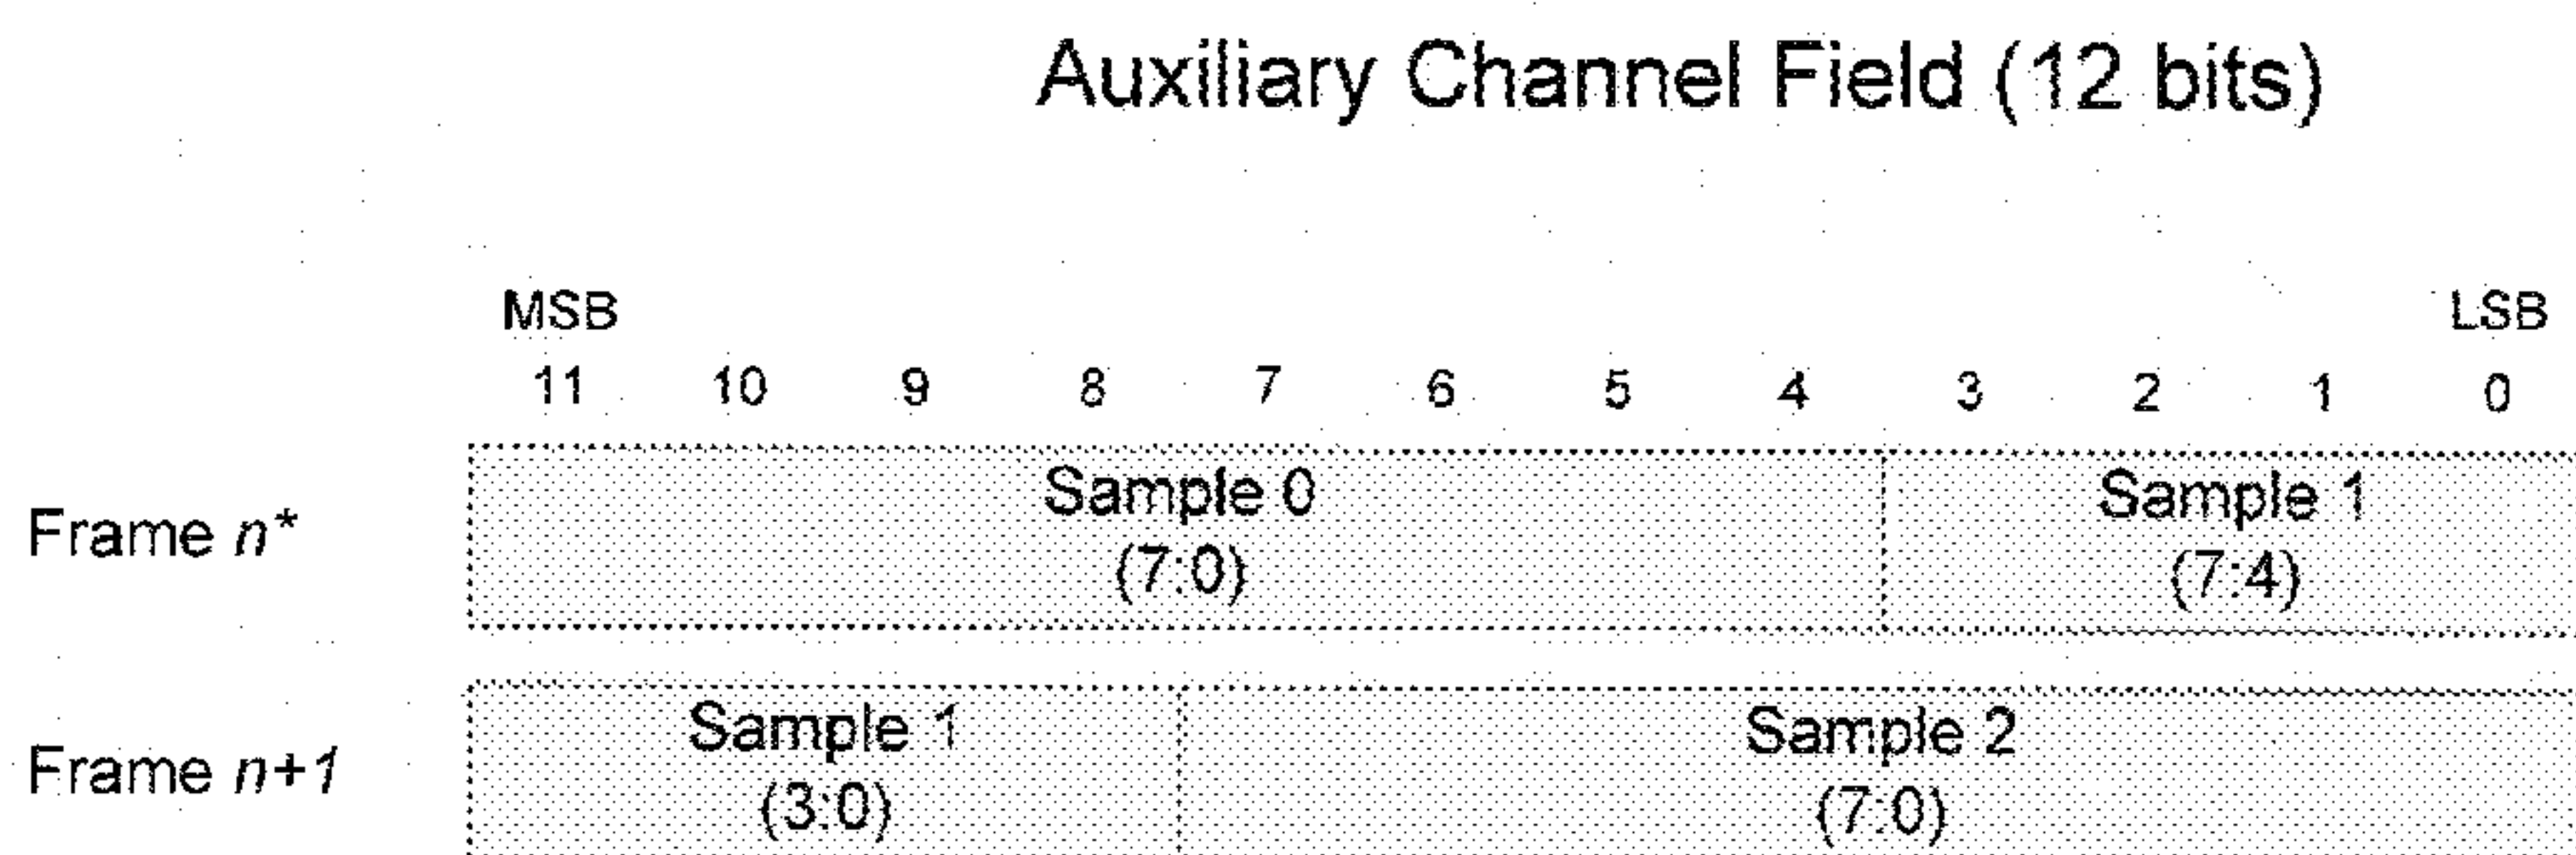 Auxiliary Channel Field (12 bits)
MSB LSB
11 10 9 8 7 6 5 4 3 2 1 0
Sample 0 Sample 1
Frame n*
(7:0) (7:4)
Sample 1 Sample 2
Frame n+1
(3:0) (7:0)